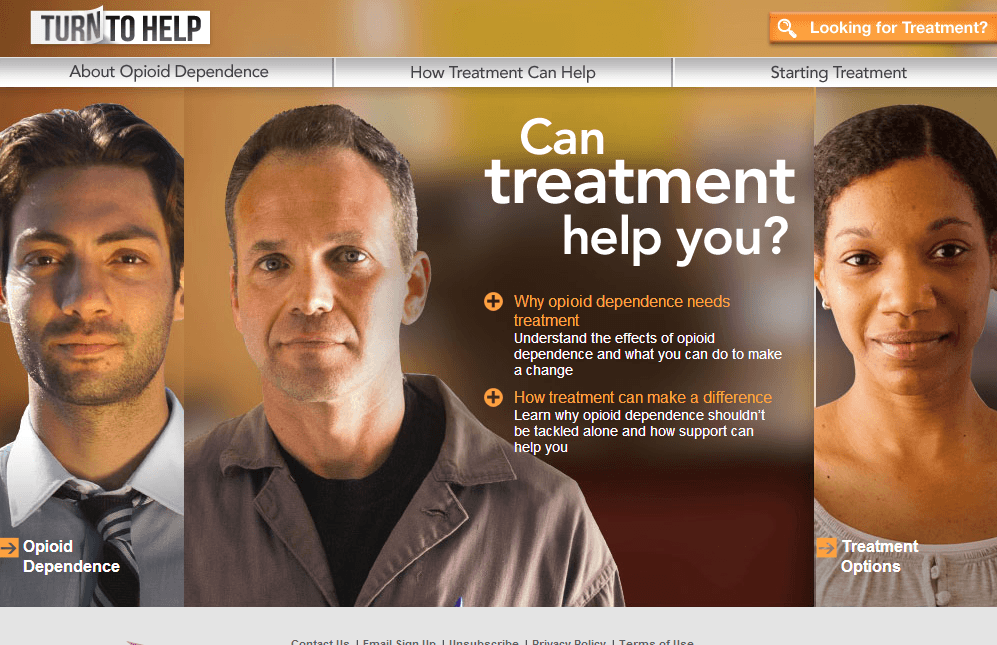 TURN TO HELP
Looking for Treatment?
About Opioid Dependence
How Treatment Can Help
Starting Treatment
Can
treatment
help you?
Why opioid dependence needs
treatment
Understand the effects of opioid
dependence and what you can do to make
a change
How treatment can make a difference
Learn why opioid dependence shouldn't
be tackled alone and how support can
help you
Opioid
Dependence
Treatment
Options
Contact Us | Email Sign Up | Unsubscribe | Privacy Policy | Terms of Use